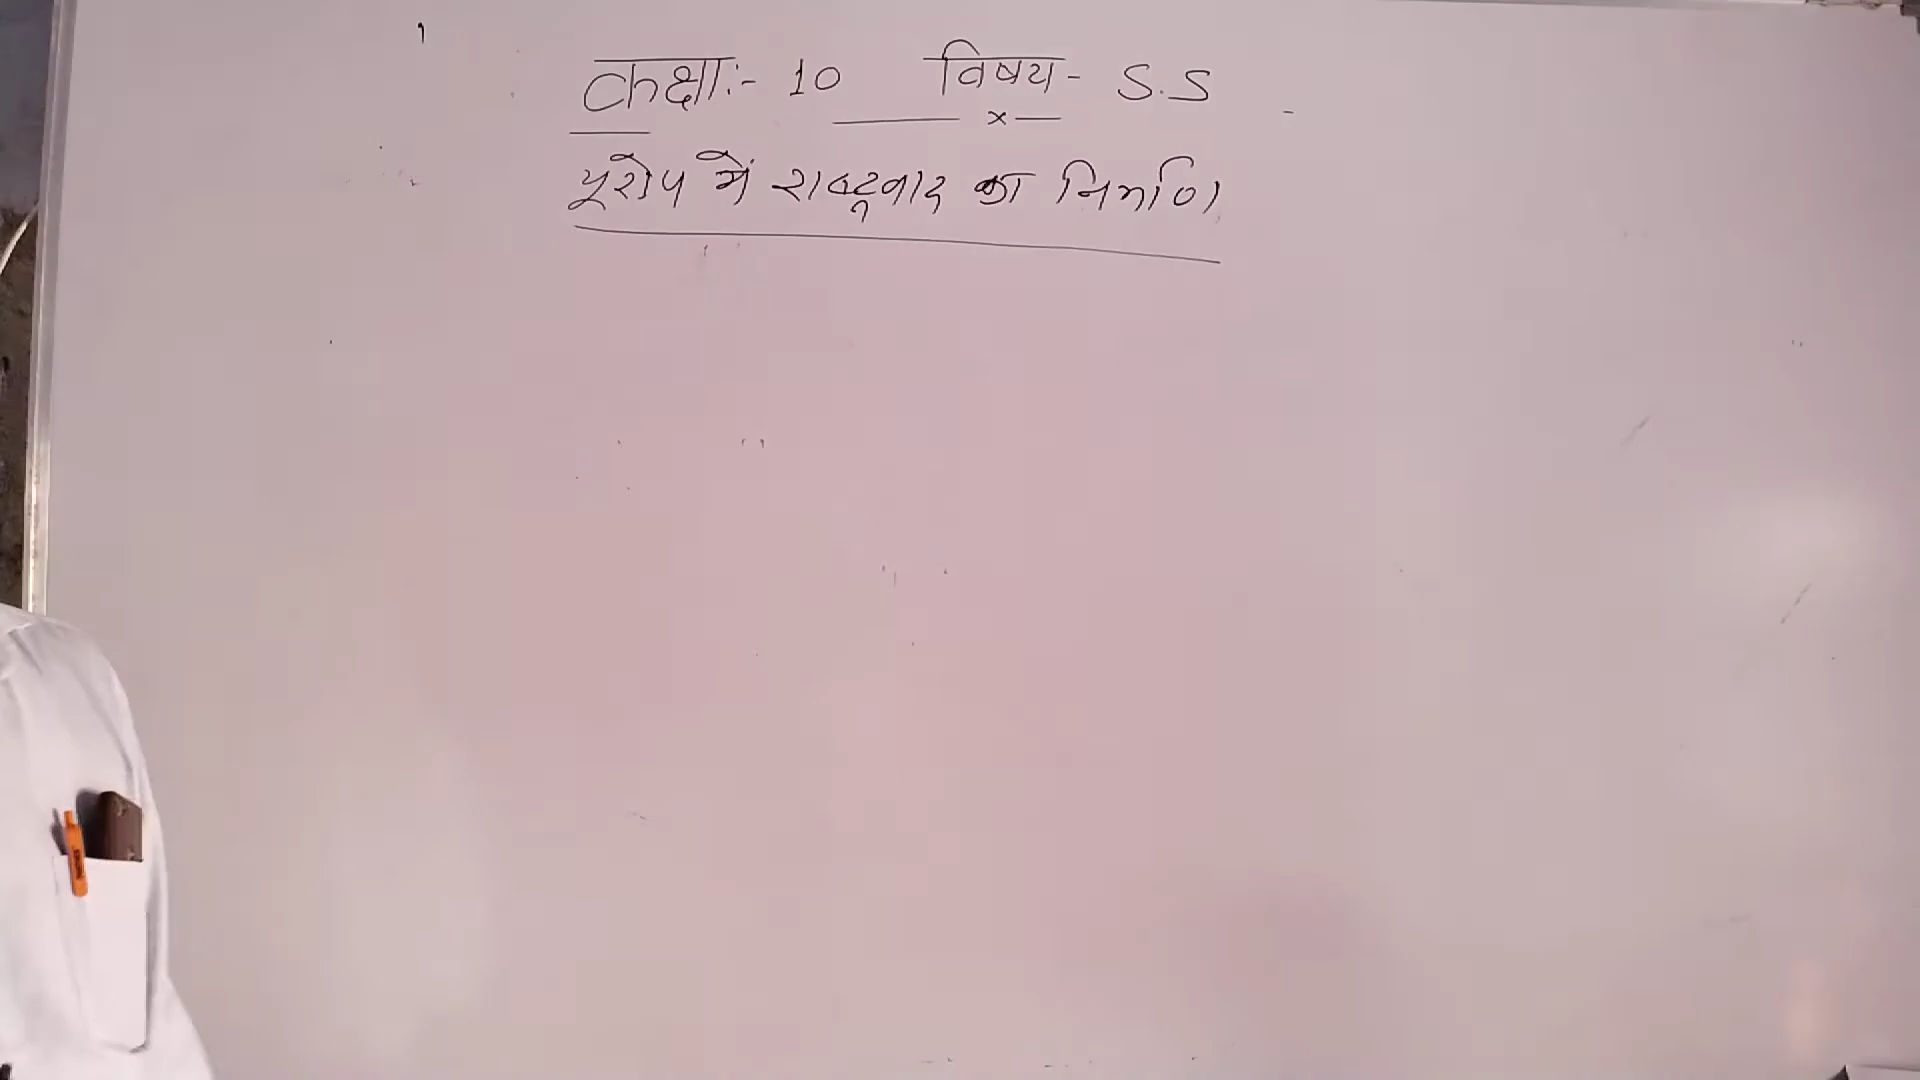 कक्षा:- 10 विषय- S.S
यूरोप में राष्ट्रवाद का निर्माण